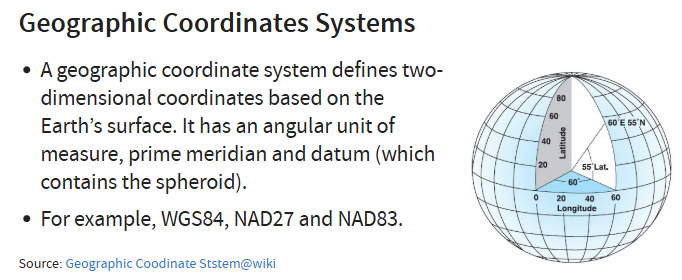 Geographic Coordinates Systems
• A geographic coordinate system defines two-
dimensional coordinates based on the
Earth's surface. It has an angular unit of
measure, prime meridian and datum (which
contains the spheroid).
• For example, WGS84, NAD27 and NAD83.
Source: Geographic Coodinate Ststem@wiki
80
60
40
20
Latitude
60°E 55°N
55°Lat.
60°
0 20 40 60
Longitude